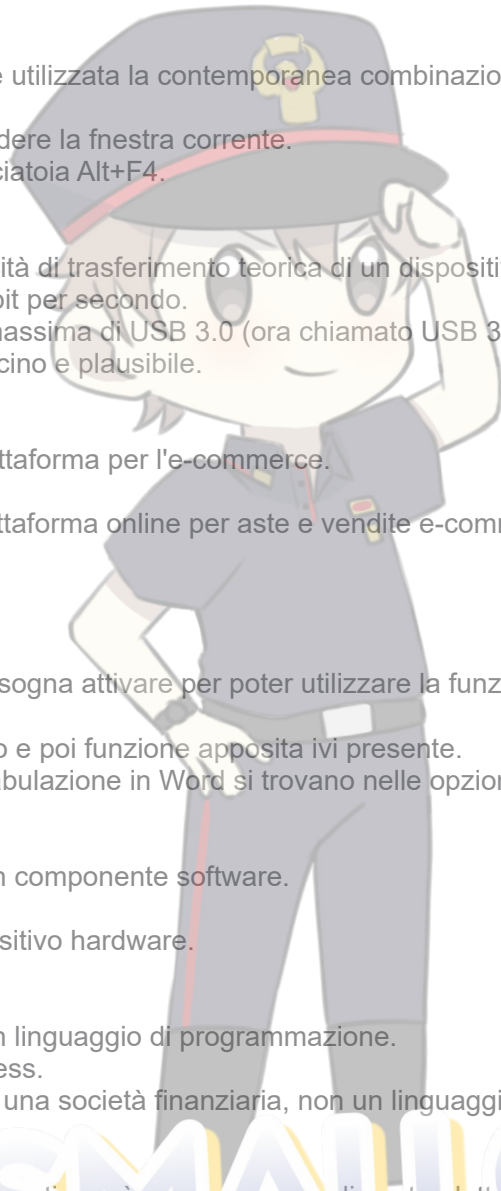 utilizzata la contemporanea combinazio
dere la fnestra corrente.
ciatoia Alt+F4.
ità di trasferimento teorica di un dispositi
bit per secondo.
massima di USB 3.0 (ora chiamato USB 3
cino e plausibile.
ttaforma per l'e-commerce.
ttaforma online per aste e vendite e-comm
sogna attivare per poter utilizzare la funz
o e poi funzione apposita ivi presente.
abulazione in Word si trovano nelle opzion
n componente software.
sitivo hardware.
n linguaggio di programmazione.
ess.
una società finanziaria, non un linguaggi